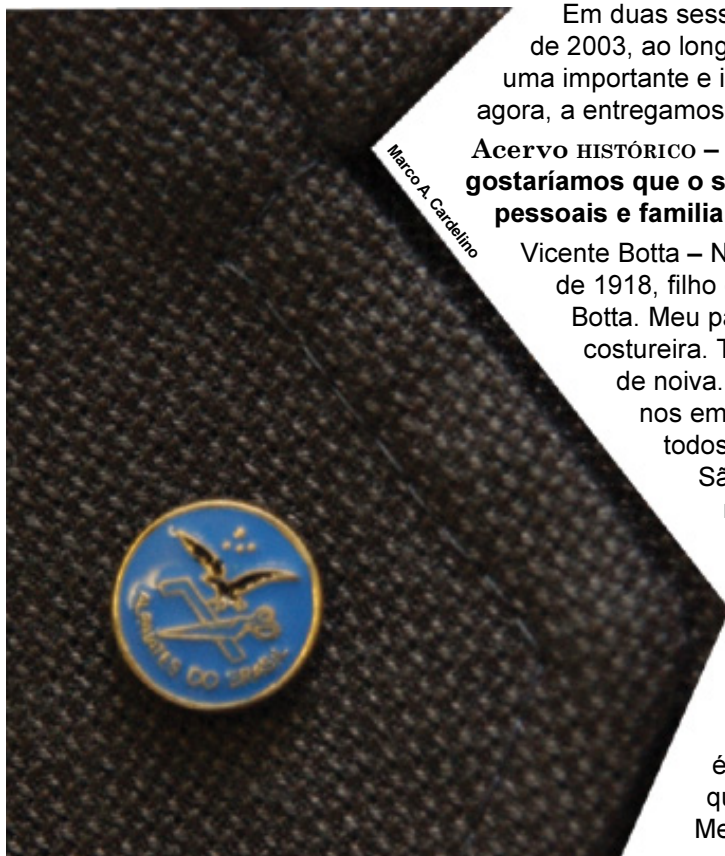 Em duas sess
de 2003, ao long
uma importante e i
agora, a entregamos
Acervo HISTÓRICO –
gostaríamos que o s
pessoais e familia
Vicente Botta – N
de 1918, filho
Botta. Meu pa
costureira. T
de noiva.
nos em
todos
Sã
é
qu
Me
Marco A. Cardelino
DO BRASIL